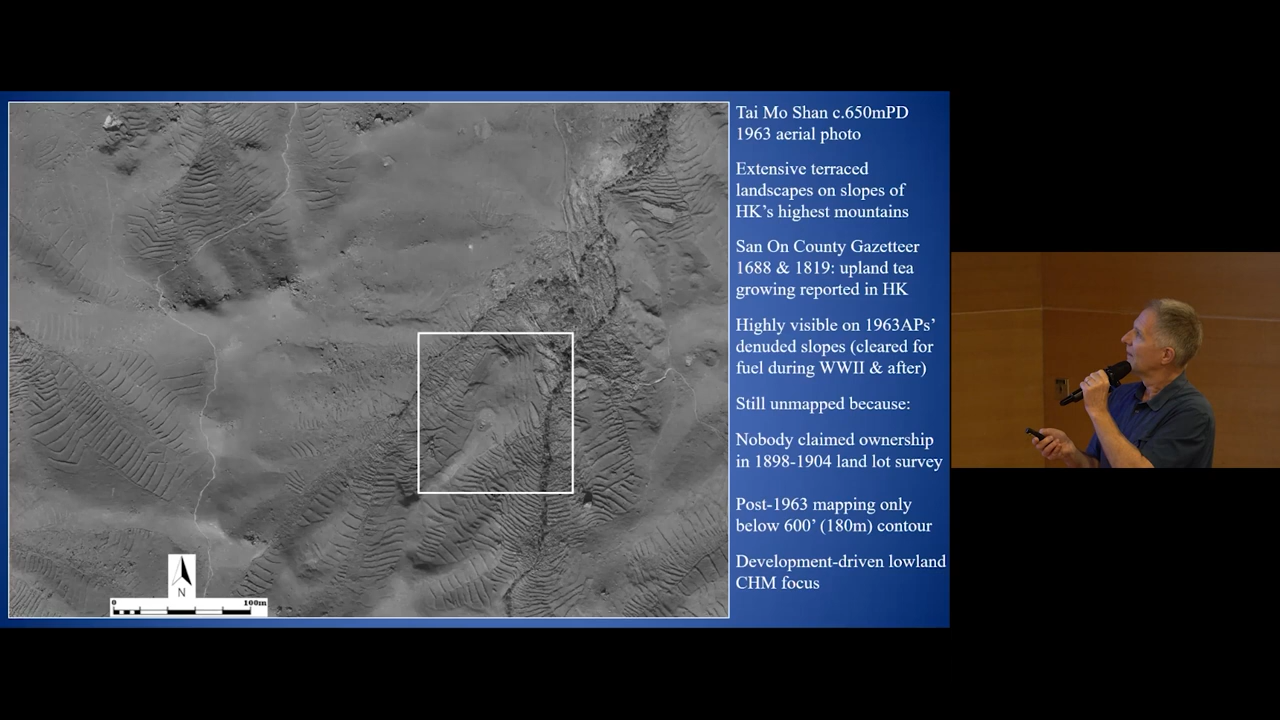 Tai Mo Shan c.650mPD
1963 aerial photo
Extensive terraced
landscapes on slopes of
HK's highest mountains
San On County Gazetteer
1688 & 1819: upland tea
growing reported in HK
Highly visible on 1963APs'
denuded slopes (cleared for
fuel during WWII & after)
Still unmapped because:
Nobody claimed ownership
in 1898-1904 land lot survey
Post-1963 mapping only
below 600' (180m) contour
Development-driven lowland
CHM focus
N
0 100m